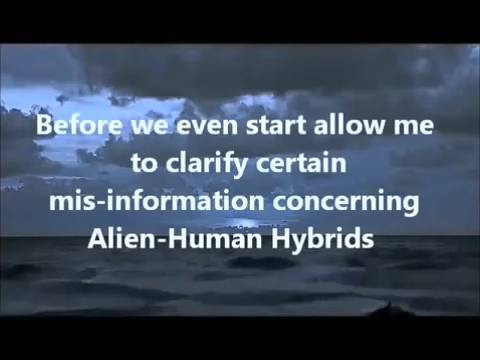 Before we even start allow me
to clarify certain
mis-information concerning
Alien-Human Hybrids